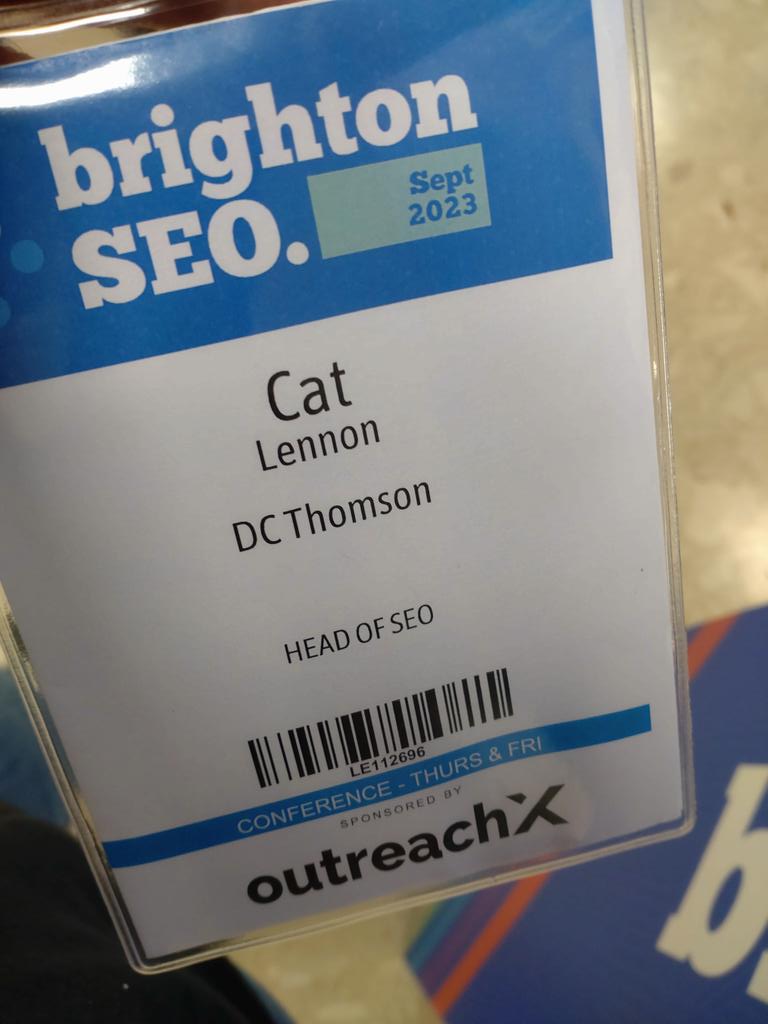 brighton
SEO.
Sept
2023
Cat
Lennon
DC Thomson
HEAD OF SEO
LE112696
CONFERENCE - THURS & FRI
SPONSORED BY
outreachX
b